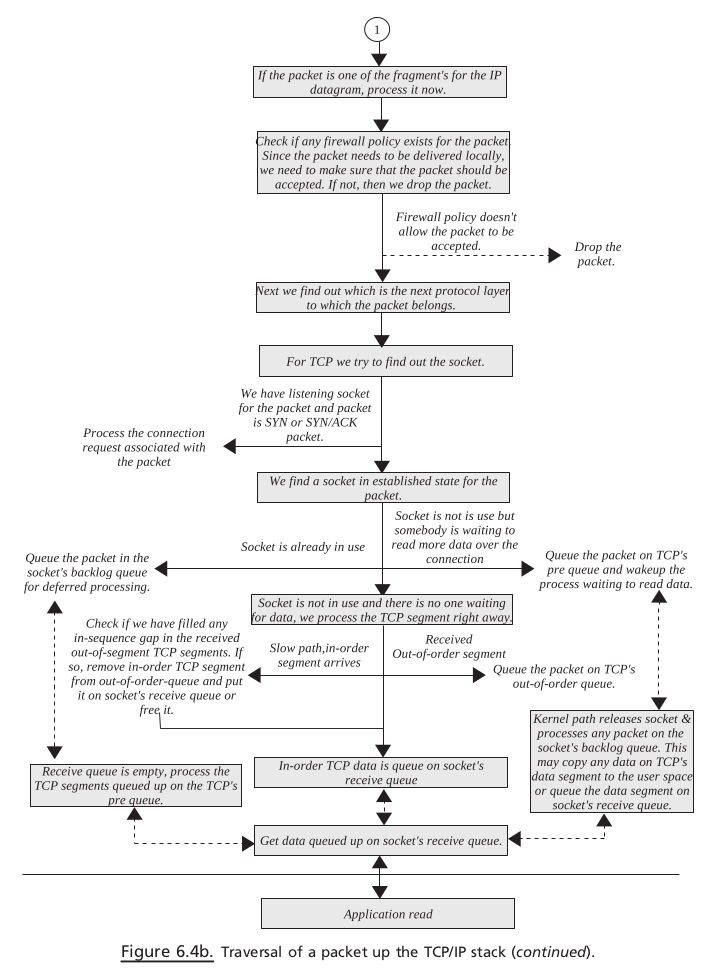 1
If the packet is one of the fragment's for the IP
datagram, process it now.
Check if any firewall policy exists for the packet.
Since the packet needs to be delivered locally,
we need to make sure that the packet should be
accepted. If not, then we drop the packet.
Firewall policy doesn't
allow the packet to be
accepted.
Drop the
packet.
Next we find out which is the next protocol layer
to which the packet belongs.
For TCP we try to find out the socket.
We have listening socket
for the packet and packet
is SYN or SYN/ACK
packet.
Process the connection
request associated with
the packet
We find a socket in established state for the
packet.
Socket is already in use
Socket is not is use but
somebody is waiting to
read more data over the
connection
Queue the packet in the
socket's backlog queue
for deferred processing.
Queue the packet on TCP's
pre queue and wakeup the
process waiting to read data.
Socket is not in use and there is no one waiting
for data, we process the TCP segment right away.
Check if we have filled any
in-sequence gap in the received
out-of-segment TCP segments. If
so, remove in-order TCP segment
from out-of-order-queue and put
it on socket's receive queue or
free it.
Slow path,in-order
segment arrives
Received
Out-of-order segment
Queue the packet on TCP's
out-of-order queue.
Kernel path releases socket &
processes any packet on the
socket's backlog queue. This
may copy any data on TCP's
data segment to the user space
or queue the data segment on
socket's receive queue.
Receive queue is empty, process the
TCP segments queued up on the TCP's
pre queue.
In-order TCP data is queue on socket's
receive queue
Get data queued up on socket's receive queue.
Application read
Figure 6.4b. Traversal of a packet up the TCP/IP stack (continued).